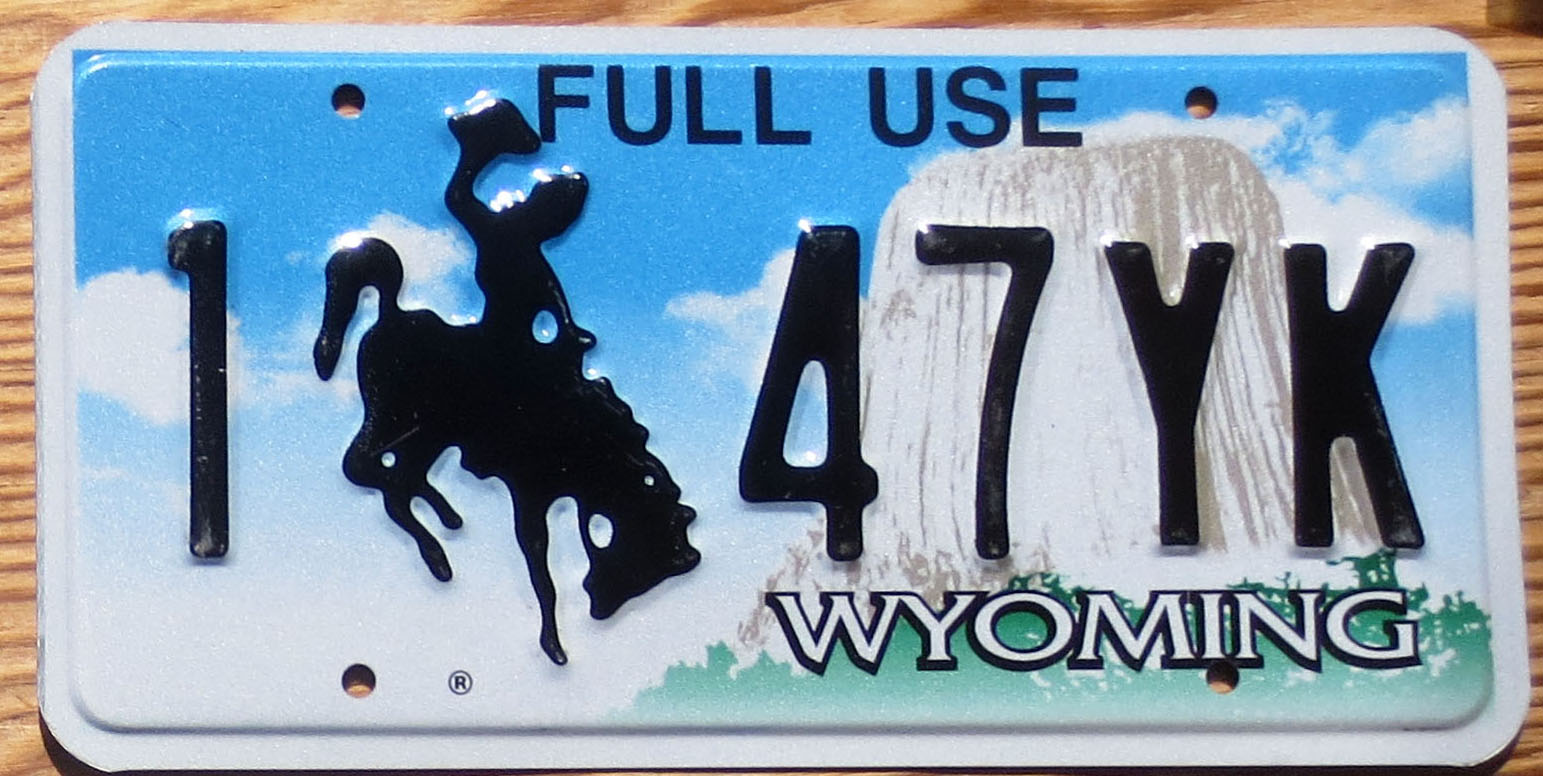 FULL USE
1 47YK
WYOMING
®